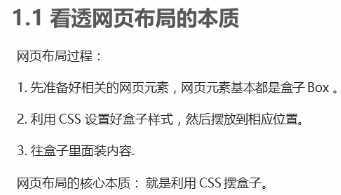 1.1 看透网页布局的本质
网页布局过程：
1. 先准备好相关的网页元素，网页元素基本都是盒子 Box 。
2. 利用 CSS 设置好盒子样式，然后摆放到相应位置。
3. 往盒子里面装内容.
网页布局的核心本质： 就是利用 CSS 摆盒子。